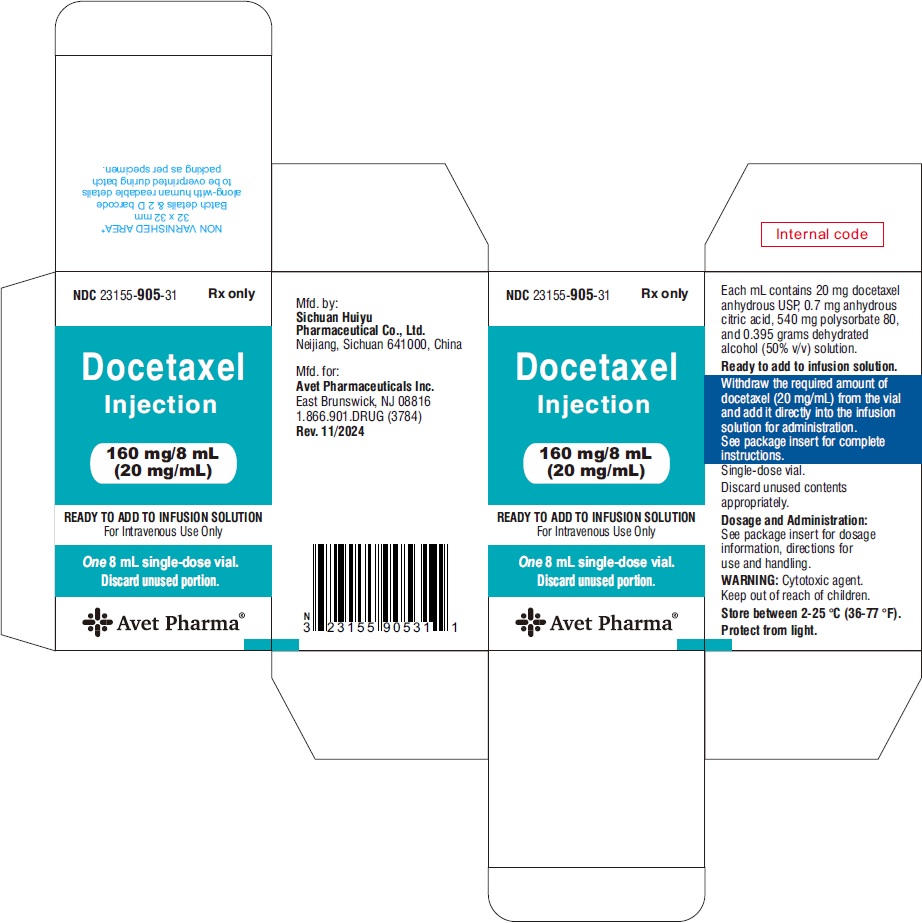 NON VARNISHED AREA*
32 x 32 mm
Batch details & 2 D barcode
along-with human readable details
to be overprinted during batch
packing as per specimen.
NDC 23155-905-31 Rx only
Docetaxel
Injection
160 mg/8 mL
(20 mg/mL)
READY TO ADD TO INFUSION SOLUTION
For Intravenous Use Only
One 8 mL single-dose vial.
Discard unused portion.
Avet Pharma®
Mfd. by:
Sichuan Huiyu
Pharmaceutical Co., Ltd.
Neijiang, Sichuan 641000, China
Mfd. for:
Avet Pharmaceuticals Inc.
East Brunswick, NJ 08816
1.866.901.DRUG (3784)
Rev. 11/2024
N
3 23155 90531 1
NDC 23155-905-31 Rx only
Docetaxel
Injection
160 mg/8 mL
(20 mg/mL)
READY TO ADD TO INFUSION SOLUTION
For Intravenous Use Only
One 8 mL single-dose vial.
Discard unused portion.
Avet Pharma®
Internal code
Each mL contains 20 mg docetaxel
anhydrous USP, 0.7 mg anhydrous
citric acid, 540 mg polysorbate 80,
and 0.395 grams dehydrated
alcohol (50% v/v) solution.
Ready to add to infusion solution.
Withdraw the required amount of
docetaxel (20 mg/mL) from the vial
and add it directly into the infusion
solution for administration.
See package insert for complete
instructions.
Single-dose vial.
Discard unused contents
appropriately.
Dosage and Administration:
See package insert for dosage
information, directions for
use and handling.
WARNING: Cytotoxic agent.
Keep out of reach of children.
Store between 2-25 °C (36-77 °F).
Protect from light.